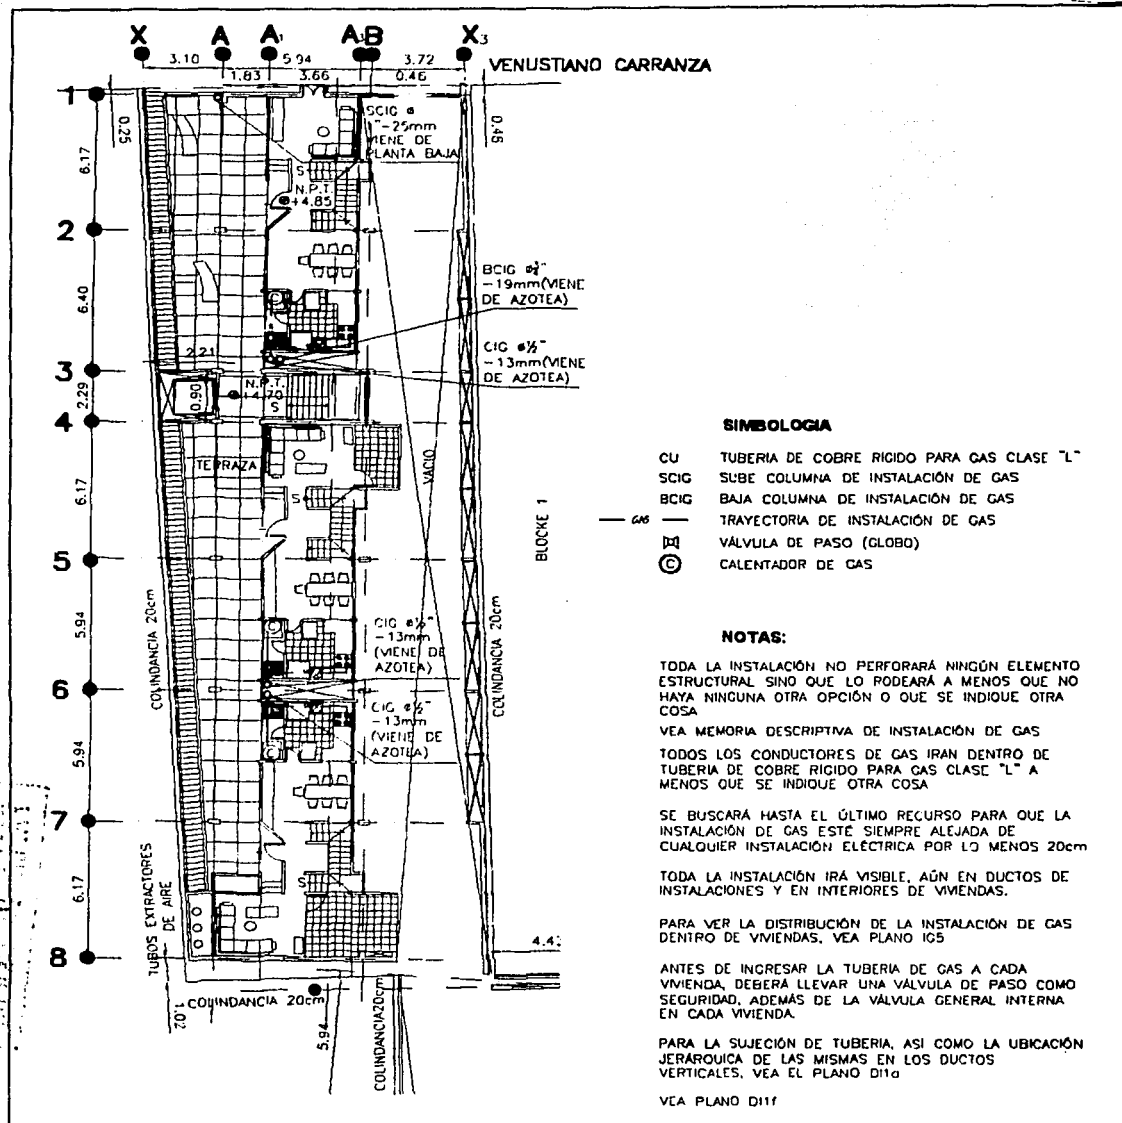 X A A1 A3 B X3
3.10 5.94 3.72
1.83 3.66 0.46
VENUSTIANO CARRANZA
1
0.25
0.45
6.17
SCIG ø
1"-25mm
VIENE DE
PLANTA BAJA
S
N.P.T.
+4.85
2
6.40
BCIG ø¾"
-19mm(VIENE
DE AZOTEA)
C
CIG ø½"
-13mm(VIENE
DE AZOTEA)
2.21
3
2.29
0.90
N.P.T.
+4.70
S
4
TERRAZA
VACIO
6.17
S
BLOCKE 1
5
5.94
COLINDANCIA 20cm
COLINDANCIA 20cm
C
CIG ø½"
-13mm
(VIENE DE
AZOTEA)
6
CIG ø½"
-13mm
(VIENE DE
AZOTEA)
C
5.94
7
6.17
TUBOS EXTRACTORES
DE AIRE
S
8
4.42
1.02
COLINDANCIA 20cm
5.94
COLINDANCIA20cm
SIMBOLOGIA
CU TUBERIA DE COBRE RIGIDO PARA GAS CLASE "L"
SCIG SUBE COLUMNA DE INSTALACIÓN DE GAS
BCIG BAJA COLUMNA DE INSTALACIÓN DE GAS
GAS TRAYECTORIA DE INSTALACIÓN DE GAS
VÁLVULA DE PASO (GLOBO)
C CALENTADOR DE GAS
NOTAS:
TODA LA INSTALACIÓN NO PERFORARÁ NINGÚN ELEMENTO
ESTRUCTURAL SINO QUE LO RODEARÁ A MENOS QUE NO
HAYA NINGUNA OTRA OPCIÓN O QUE SE INDIQUE OTRA
COSA
VEA MEMORIA DESCRIPTIVA DE INSTALACIÓN DE GAS
TODOS LOS CONDUCTORES DE GAS IRAN DENTRO DE
TUBERIA DE COBRE RIGIDO PARA GAS CLASE "L" A
MENOS QUE SE INDIQUE OTRA COSA
SE BUSCARÁ HASTA EL ÚLTIMO RECURSO PARA QUE LA
INSTALACIÓN DE GAS ESTÉ SIEMPRE ALEJADA DE
CUALQUIER INSTALACIÓN ELÉCTRICA POR LO MENOS 20cm
TODA LA INSTALACIÓN IRÁ VISIBLE, AÚN EN DUCTOS DE
INSTALACIONES Y EN INTERIORES DE VIVIENDAS.
PARA VER LA DISTRIBUCIÓN DE LA INSTALACIÓN DE GAS
DENTRO DE VIVIENDAS, VEA PLANO IG5
ANTES DE INGRESAR LA TUBERIA DE GAS A CADA
VIVIENDA, DEBERÁ LLEVAR UNA VÁLVULA DE PASO COMO
SEGURIDAD, ADEMÁS DE LA VÁLVULA GENERAL INTERNA
EN CADA VIVIENDA.
PARA LA SUJECIÓN DE TUBERIA, ASI COMO LA UBICACIÓN
JERÁRQUICA DE LAS MISMAS EN LOS DUCTOS
VERTICALES, VEA EL PLANO DI1a
VEA PLANO DI1f